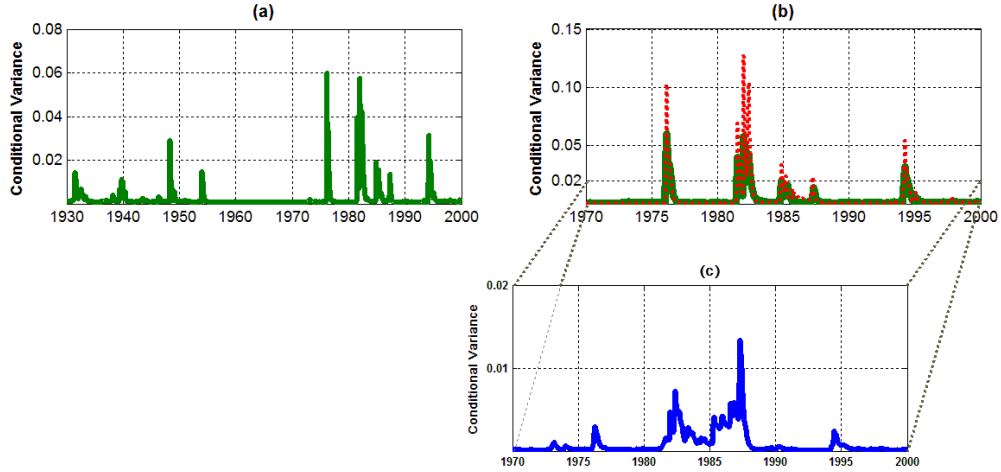 (a)
Conditional Variance
0.08
0.06
0.04
0.02
1930 1940 1950 1960 1970 1980 1990 2000
(b)
Conditional Variance
0.15
0.10
0.05
0.02
1970 1975 1980 1985 1990 1995 2000
(c)
Conditional Variance
0.02
0.01
1970 1975 1980 1985 1990 1995 2000